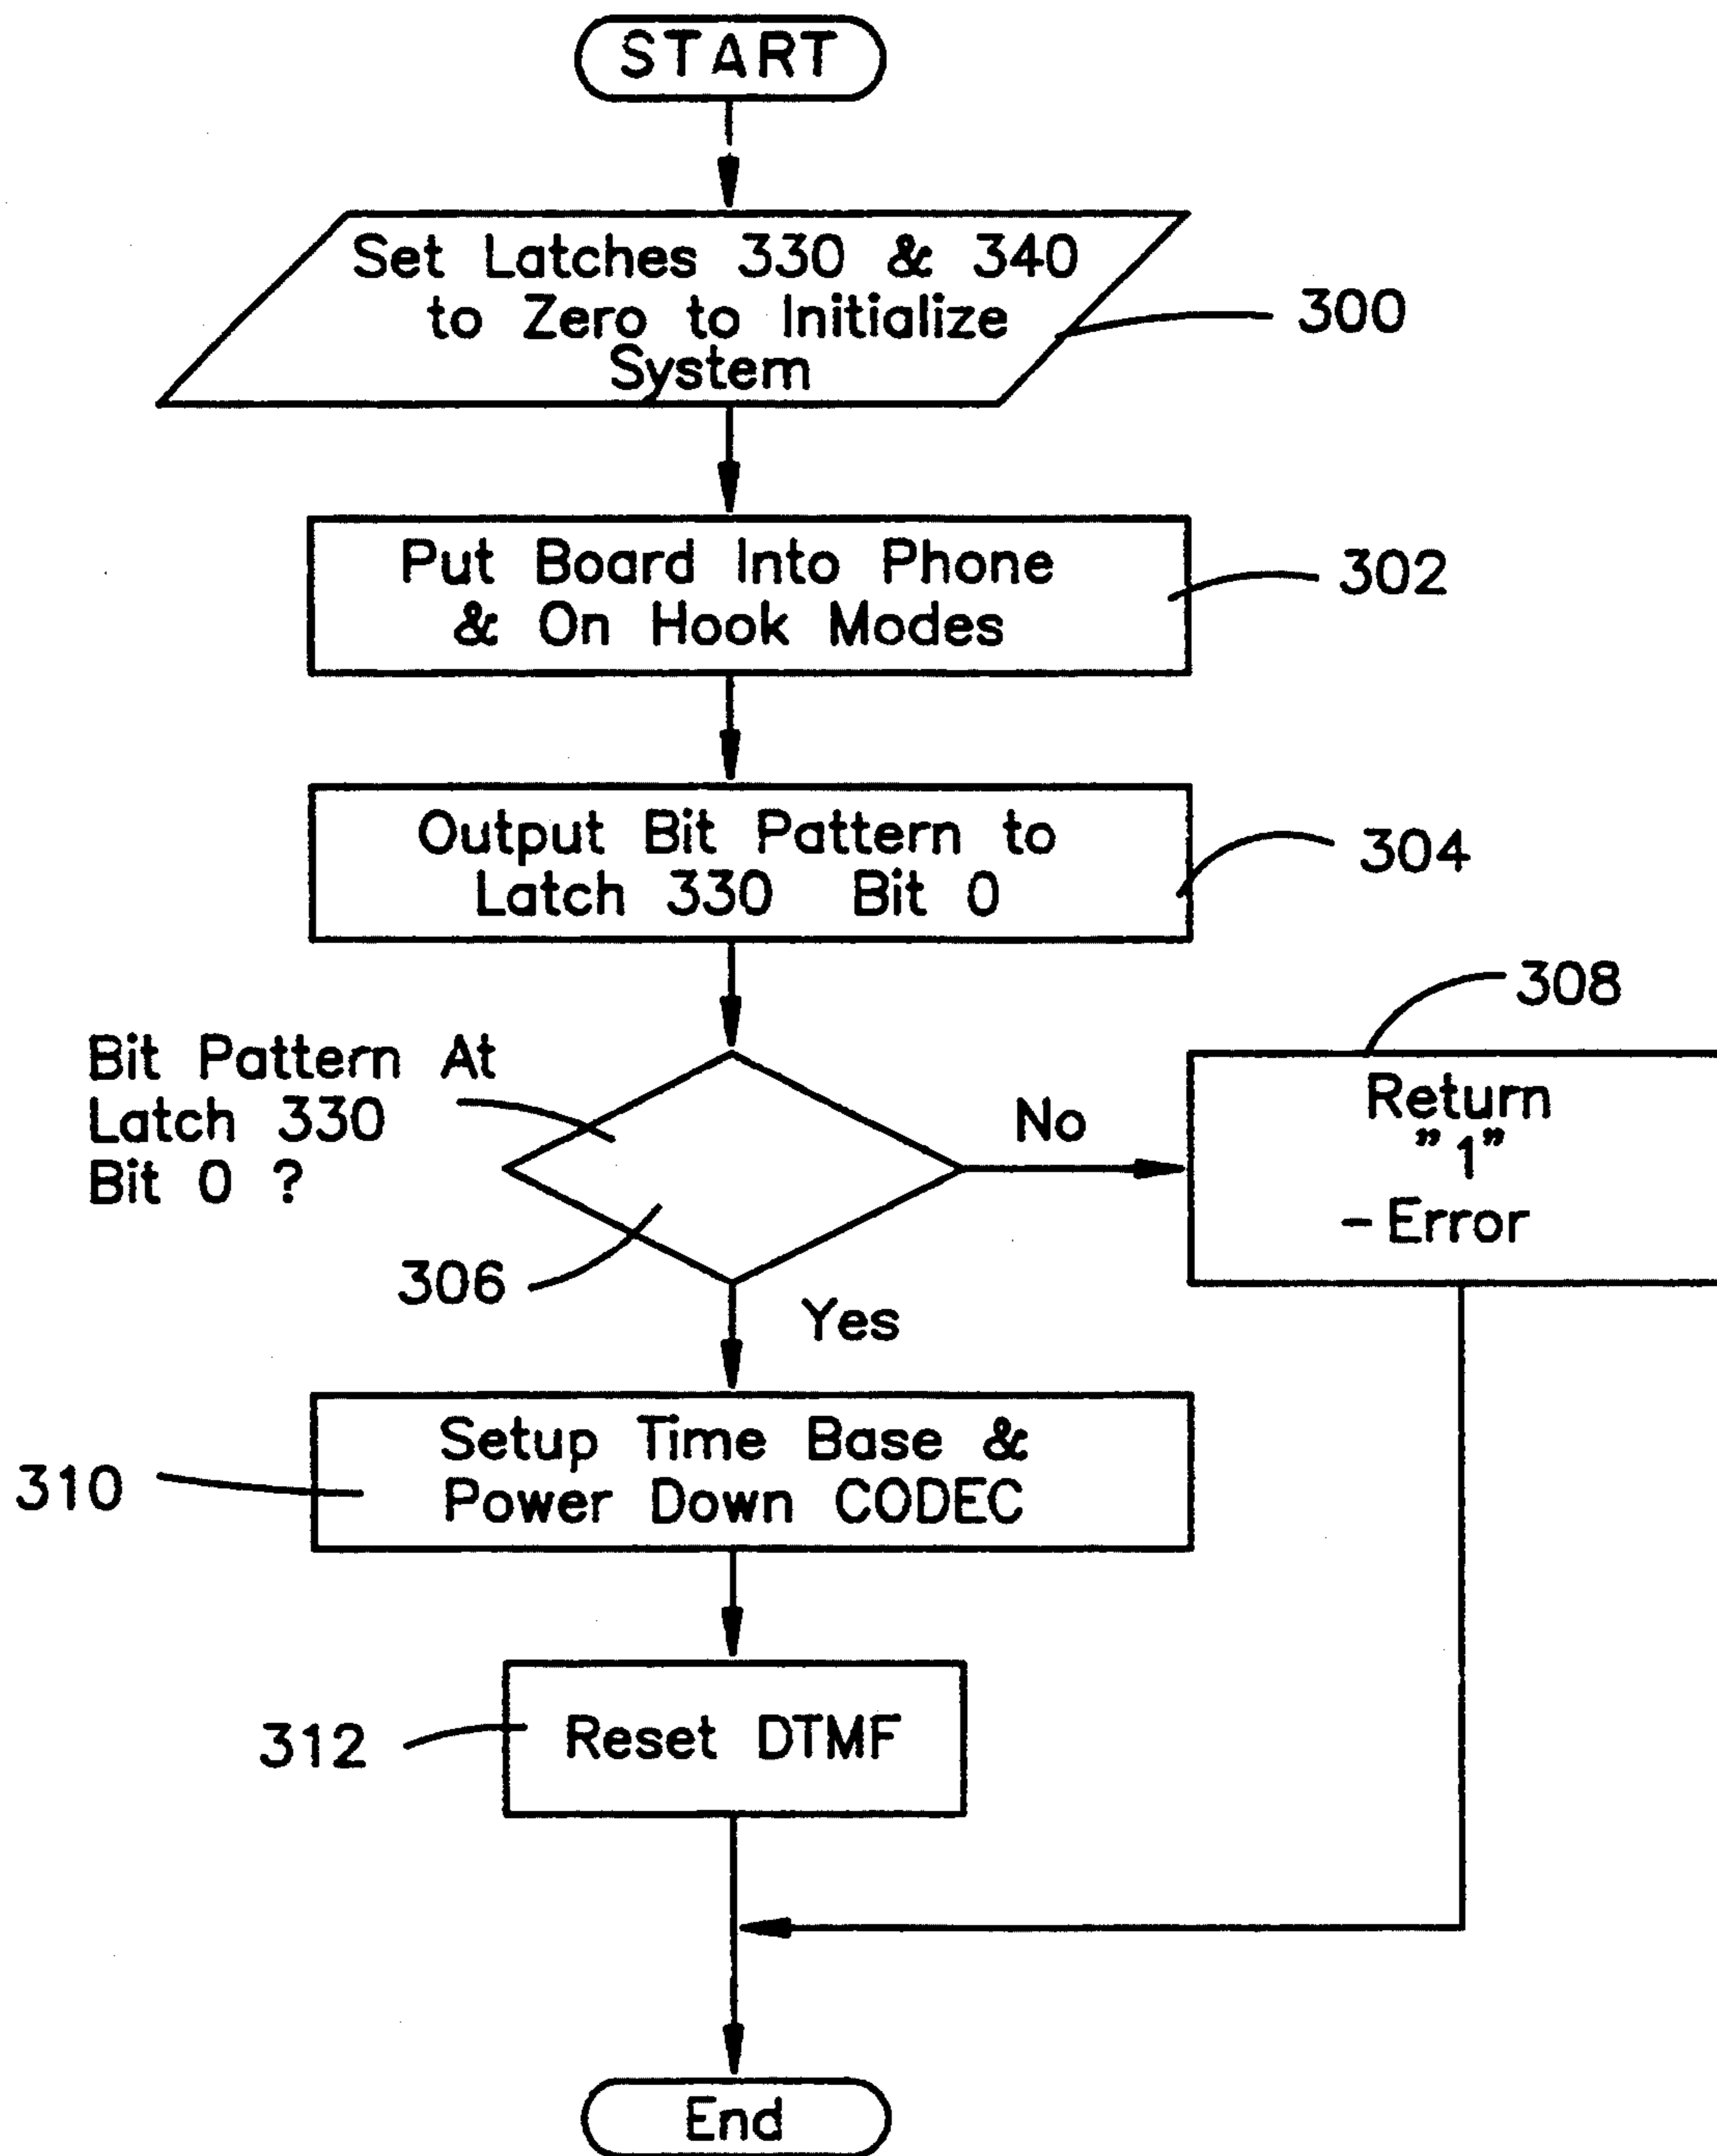 START
Set Latches 330 & 340
to Zero to Initialize
System
300
Put Board Into Phone
& On Hook Modes
302
Output Bit Pattern to
Latch 330 Bit 0
304
Bit Pattern At
Latch 330
Bit 0 ?
306
No
308
Return
"1"
- Error
Yes
310
Setup Time Base &
Power Down CODEC
312
Reset DTMF
End